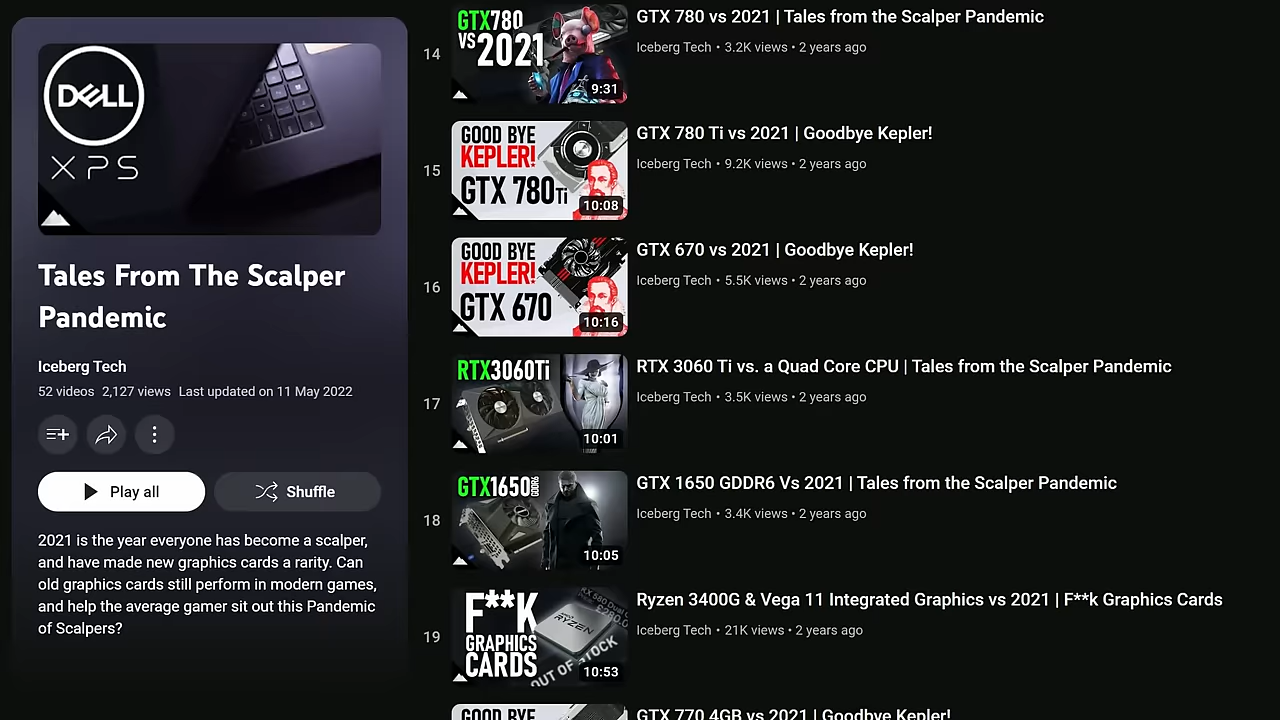 DELL
XPS
Tales From The Scalper
Pandemic
Iceberg Tech
52 videos 2,127 views Last updated on 11 May 2022
Play all
Shuffle
2021 is the year everyone has become a scalper,
and have made new graphics cards a rarity. Can
old graphics cards still perform in modern games,
and help the average gamer sit out this Pandemic
of Scalpers?
14
GTX780
VS 2021
9:31
GTX 780 vs 2021 | Tales from the Scalper Pandemic
Iceberg Tech • 3.2K views • 2 years ago
15
GOOD BYE
KEPLER!
GTX 780Ti
10:08
GTX 780 Ti vs 2021 | Goodbye Kepler!
Iceberg Tech • 9.2K views • 2 years ago
16
GOOD BYE
KEPLER!
GTX 670
10:16
GTX 670 vs 2021 | Goodbye Kepler!
Iceberg Tech • 5.5K views • 2 years ago
17
RTX3060Ti
10:01
RTX 3060 Ti vs. a Quad Core CPU | Tales from the Scalper Pandemic
Iceberg Tech • 3.5K views • 2 years ago
18
GTX1650 GDDR6
10:05
GTX 1650 GDDR6 Vs 2021 | Tales from the Scalper Pandemic
Iceberg Tech • 3.4K views • 2 years ago
19
F**K
GRAPHICS
CARDS
RYZEN
OUT OF STOCK
10:53
Ryzen 3400G & Vega 11 Integrated Graphics vs 2021 | F**k Graphics Cards
Iceberg Tech • 21K views • 2 years ago
GOOD BYE
GTX 770 4GB vs 2021 | Goodbye Kepler!